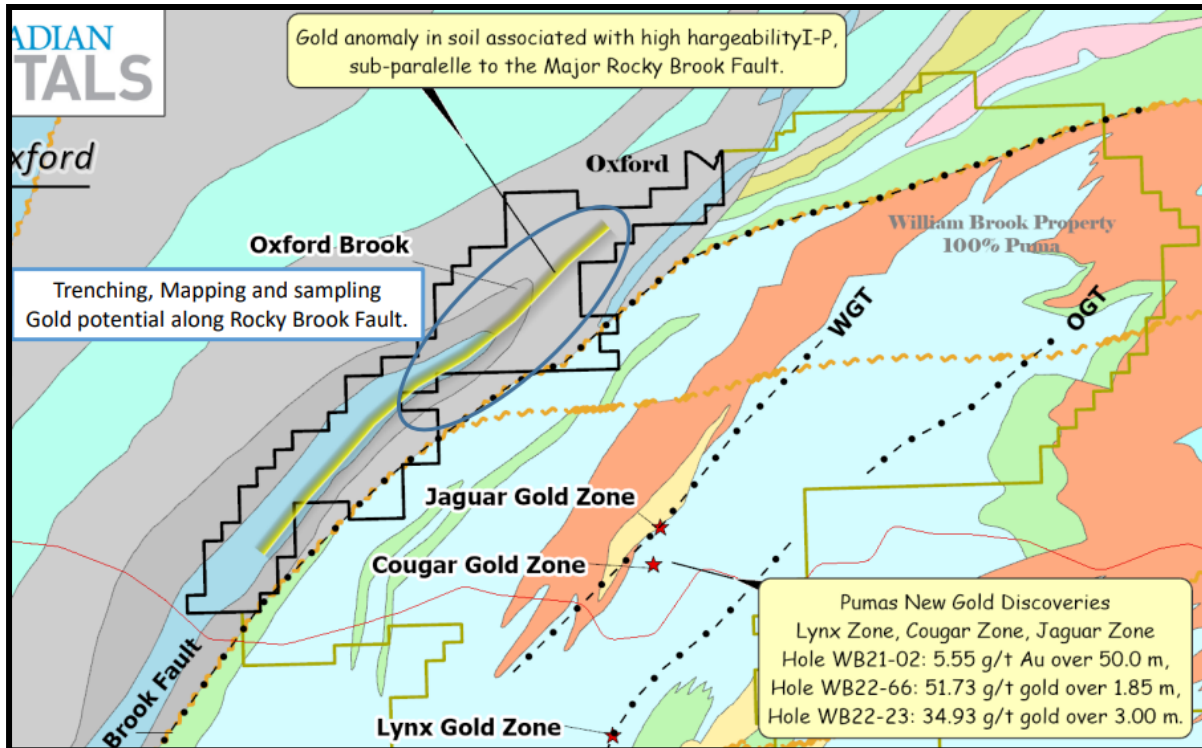 ADIAN
TALS
xford
Gold anomaly in soil associated with high hargeabilityI-P,
sub-paralelle to the Major Rocky Brook Fault.
Oxford
Oxford Brook
William Brook Property
100% Puma
Trenching, Mapping and sampling
Gold potential along Rocky Brook Fault.
WGT
OGT
Jaguar Gold Zone
Cougar Gold Zone
Pumas New Gold Discoveries
Lynx Zone, Cougar Zone, Jaguar Zone
Hole WB21-02: 5.55 g/t Au over 50.0 m,
Hole WB22-66: 51.73 g/t gold over 1.85 m,
Hole WB22-23: 34.93 g/t gold over 3.00 m.
Brook Fault
Lynx Gold Zone